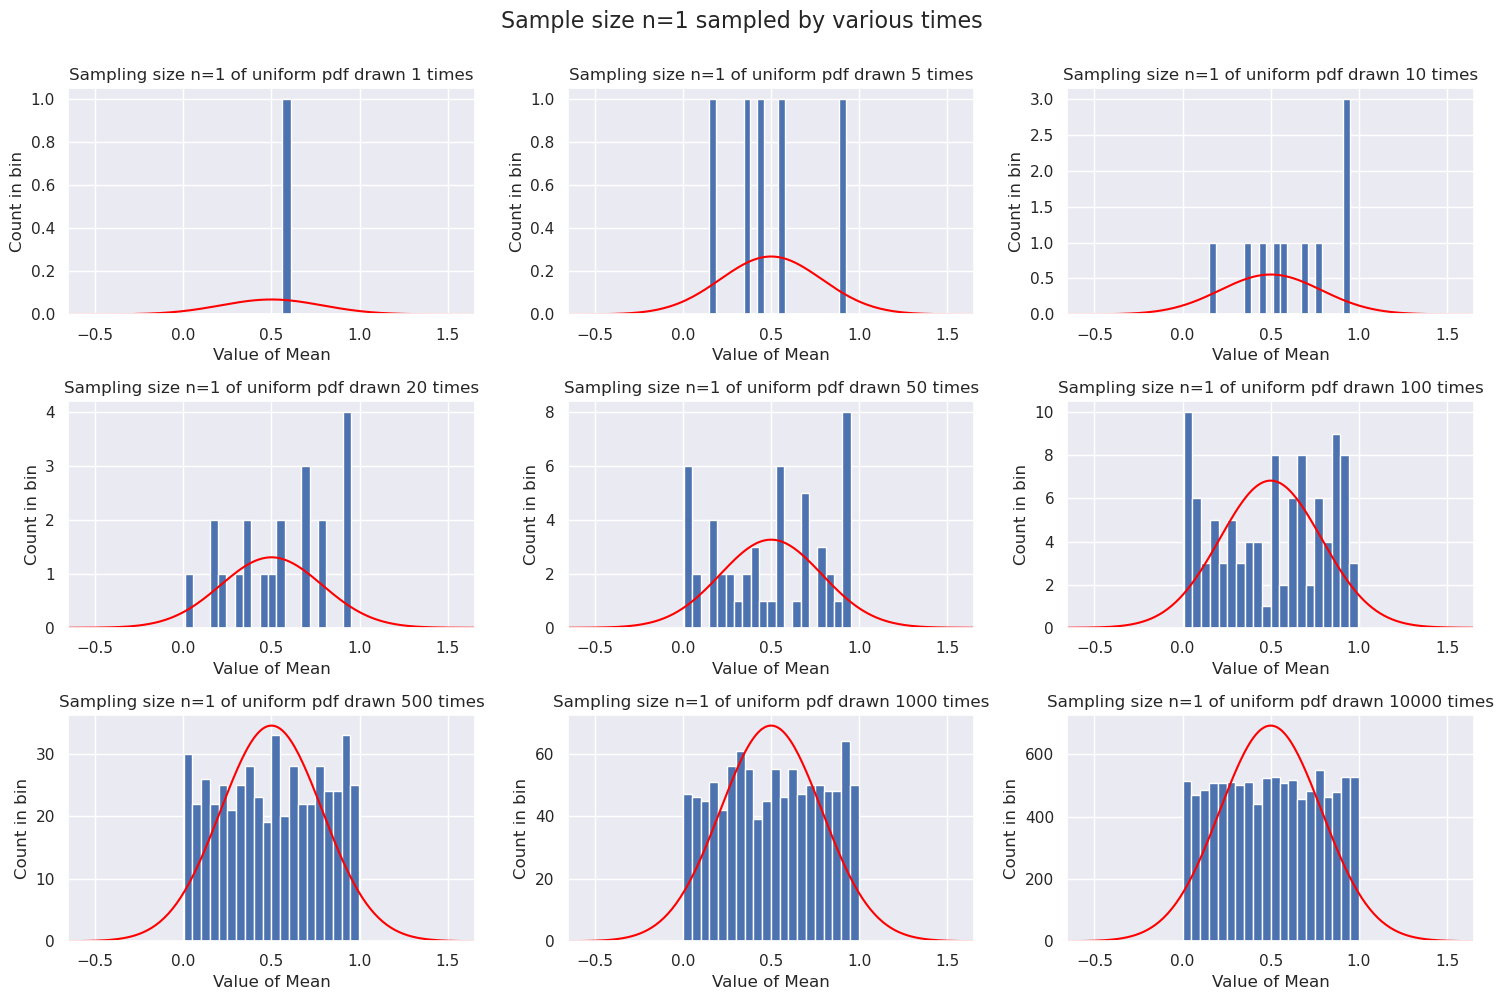 Sample size n=1 sampled by various times
Sampling size n=1 of uniform pdf drawn 1 times
Count in bin
1.0
0.8
0.6
0.4
0.2
0.0
−0.5 0.0 0.5 1.0 1.5
Value of Mean
Sampling size n=1 of uniform pdf drawn 5 times
Count in bin
1.0
0.8
0.6
0.4
0.2
0.0
−0.5 0.0 0.5 1.0 1.5
Value of Mean
Sampling size n=1 of uniform pdf drawn 10 times
Count in bin
3.0
2.5
2.0
1.5
1.0
0.5
0.0
−0.5 0.0 0.5 1.0 1.5
Value of Mean
Sampling size n=1 of uniform pdf drawn 20 times
Count in bin
4
3
2
1
0
−0.5 0.0 0.5 1.0 1.5
Value of Mean
Sampling size n=1 of uniform pdf drawn 50 times
Count in bin
8
6
4
2
0
−0.5 0.0 0.5 1.0 1.5
Value of Mean
Sampling size n=1 of uniform pdf drawn 100 times
Count in bin
10
8
6
4
2
0
−0.5 0.0 0.5 1.0 1.5
Value of Mean
Sampling size n=1 of uniform pdf drawn 500 times
Count in bin
30
20
10
0
−0.5 0.0 0.5 1.0 1.5
Value of Mean
Sampling size n=1 of uniform pdf drawn 1000 times
Count in bin
60
40
20
0
−0.5 0.0 0.5 1.0 1.5
Value of Mean
Sampling size n=1 of uniform pdf drawn 10000 times
Count in bin
600
400
200
0
−0.5 0.0 0.5 1.0 1.5
Value of Mean